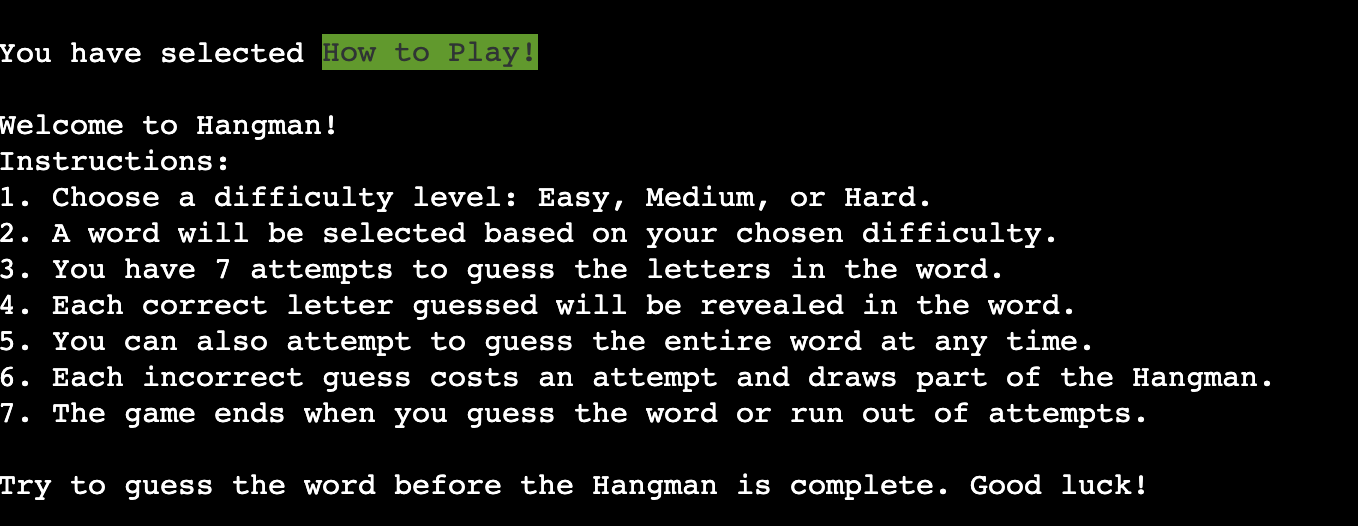 You have selected How to Play!
Welcome to Hangman!
Instructions:
1. Choose a difficulty level: Easy, Medium, or Hard.
2. A word will be selected based on your chosen difficulty.
3. You have 7 attempts to guess the letters in the word.
4. Each correct letter guessed will be revealed in the word.
5. You can also attempt to guess the entire word at any time.
6. Each incorrect guess costs an attempt and draws part of the Hangman.
7. The game ends when you guess the word or run out of attempts.
Try to guess the word before the Hangman is complete. Good luck!